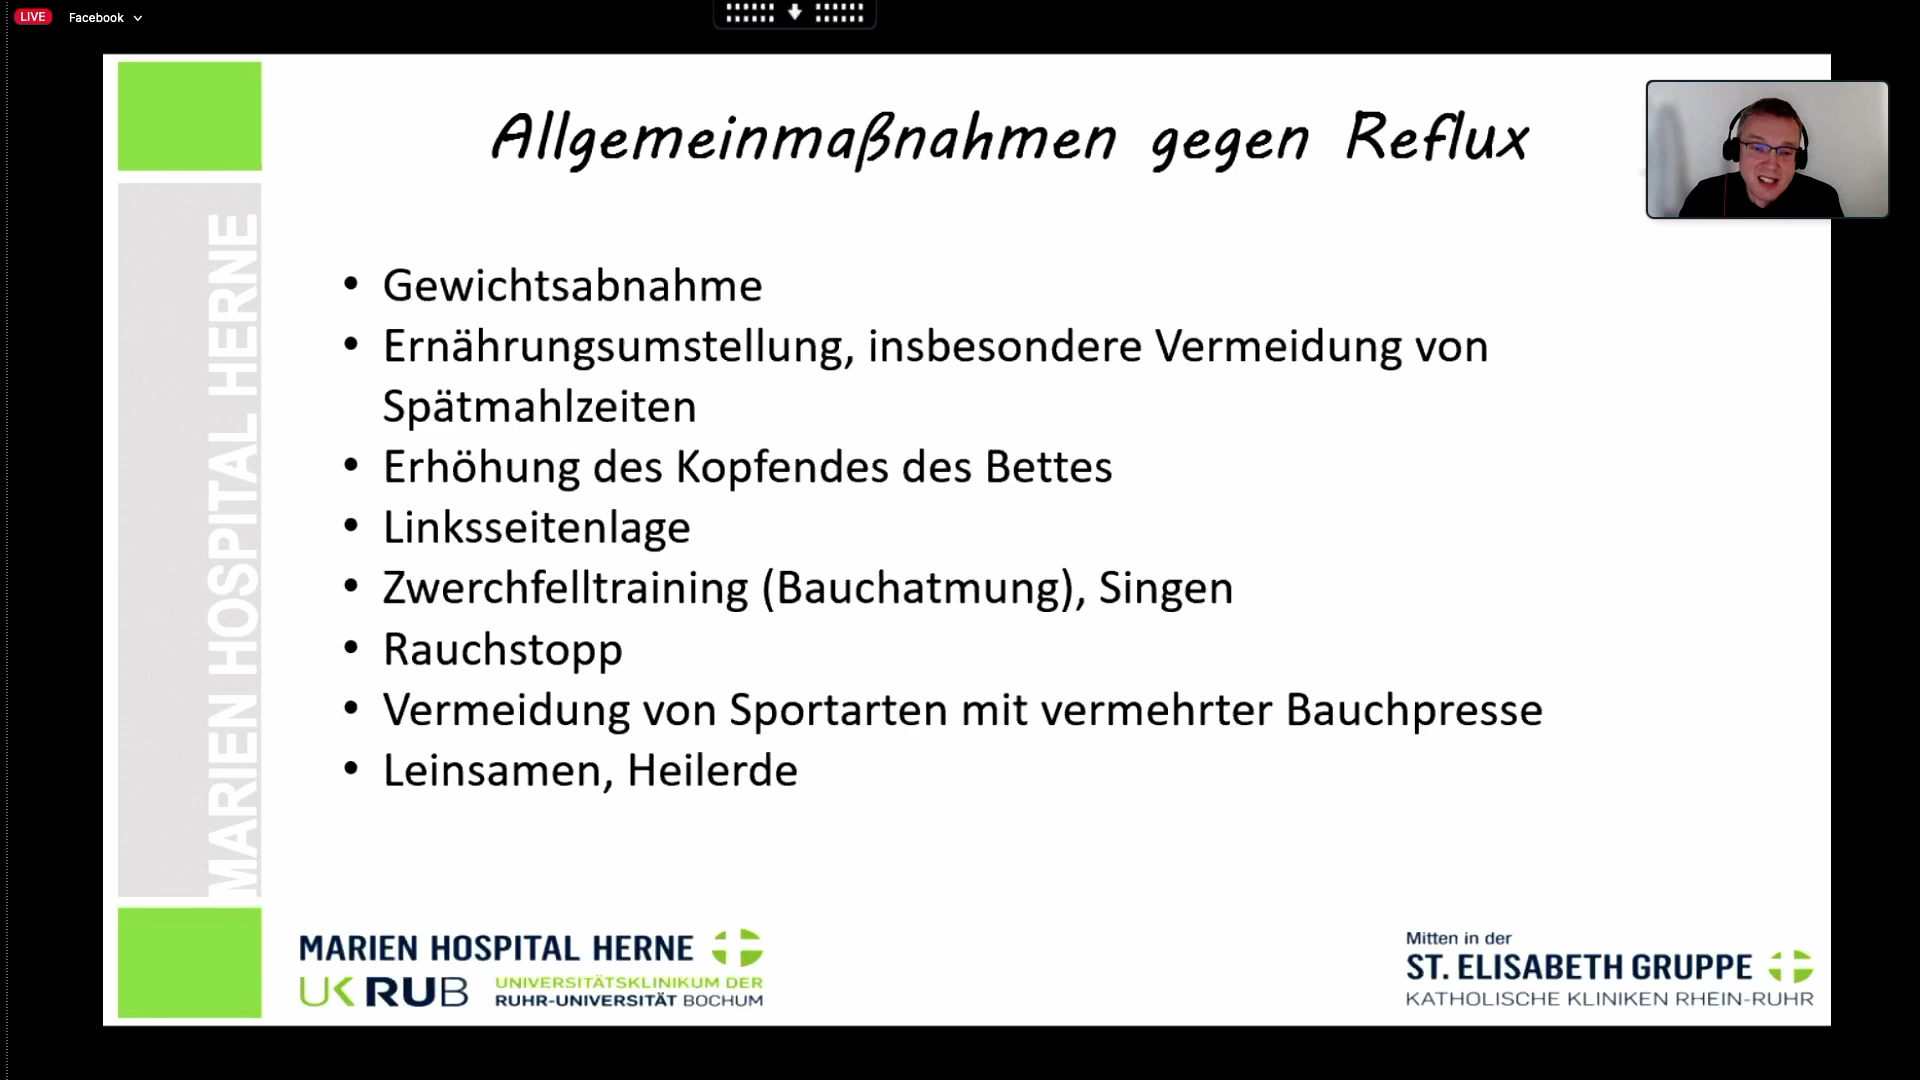 LIVE
Facebook
Allgemeinmaßnahmen gegen Reflux
MARIEN HOSPITAL HERNE
• Gewichtsabnahme
• Ernährungsumstellung, insbesondere Vermeidung von
Spätmahlzeiten
• Erhöhung des Kopfendes des Bettes
• Linksseitenlage
• Zwerchfelltraining (Bauchatmung), Singen
• Rauchstopp
• Vermeidung von Sportarten mit vermehrter Bauchpresse
• Leinsamen, Heilerde
MARIEN HOSPITAL HERNE
UK RUB
UNIVERSITÄTSKLINIKUM DER
RUHR-UNIVERSITÄT BOCHUM
Mitten in der
ST. ELISABETH GRUPPE
KATHOLISCHE KLINIKEN RHEIN-RUHR